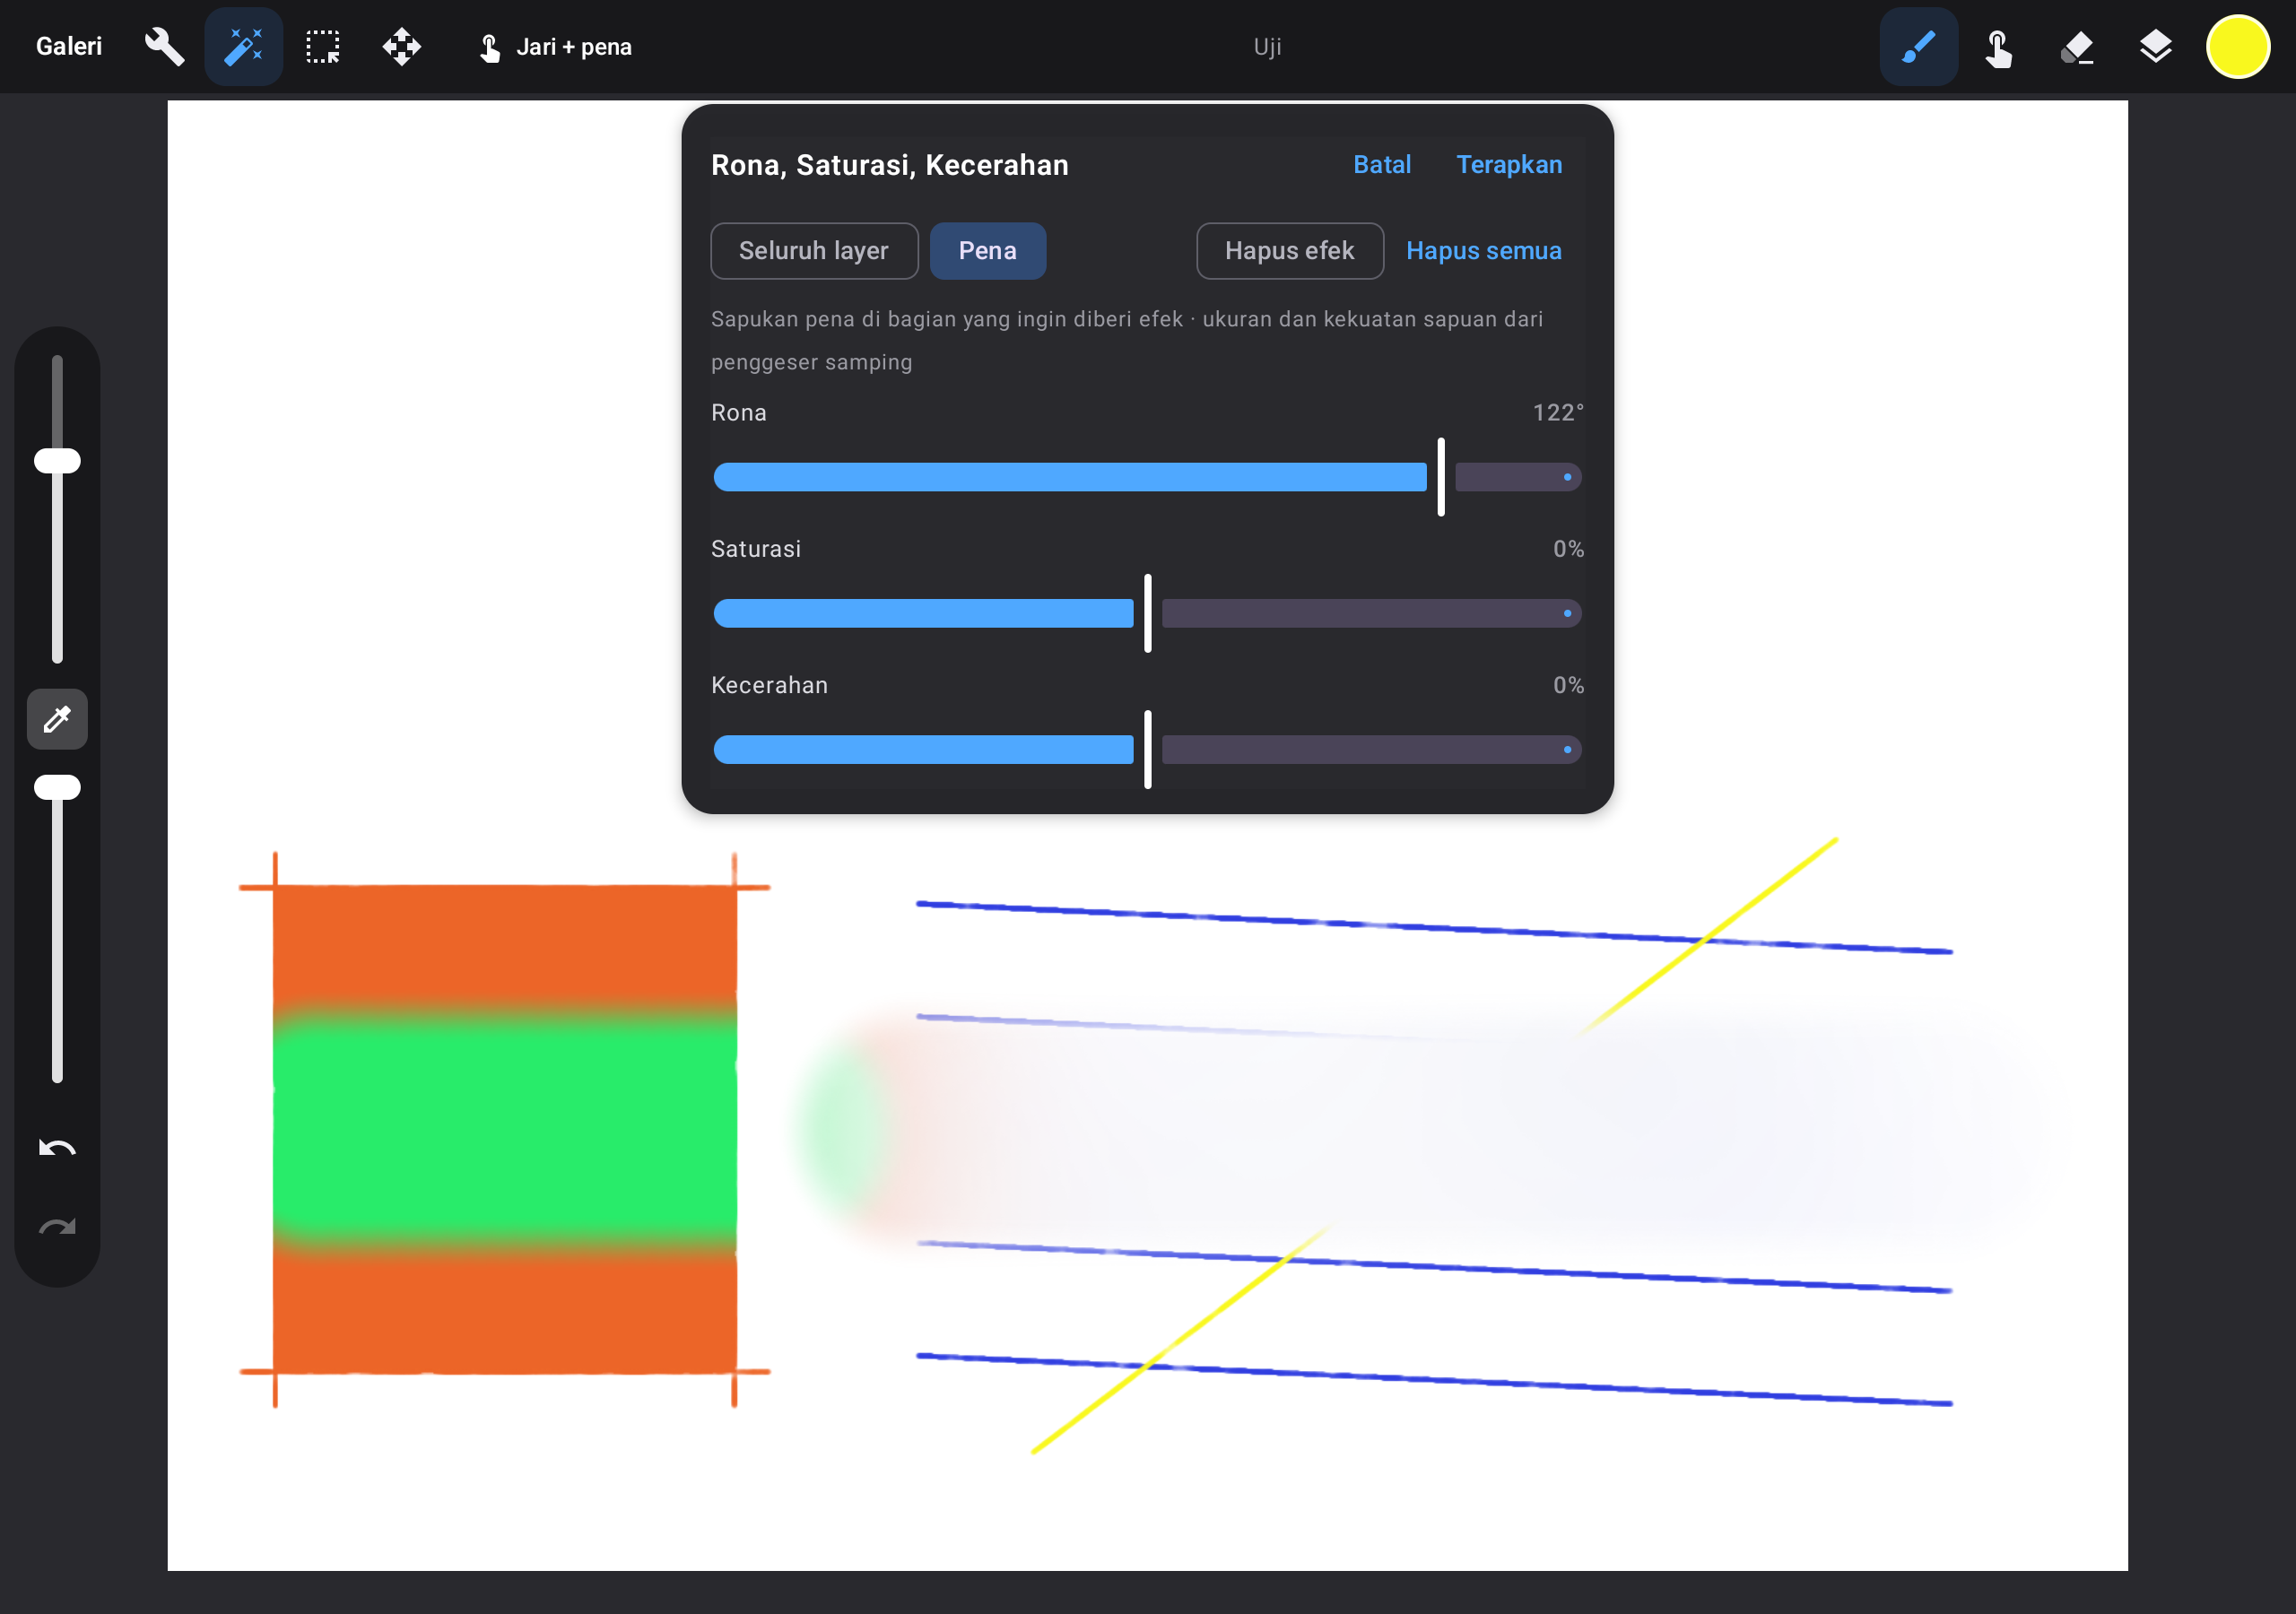 Galeri
Jari + pena
Uji
Rona, Saturasi, Kecerahan
Batal
Terapkan
Seluruh layer
Pena
Hapus efek
Hapus semua
Sapukan pena di bagian yang ingin diberi efek · ukuran dan kekuatan sapuan dari
penggeser samping
Rona
122°
Saturasi
0%
Kecerahan
0%